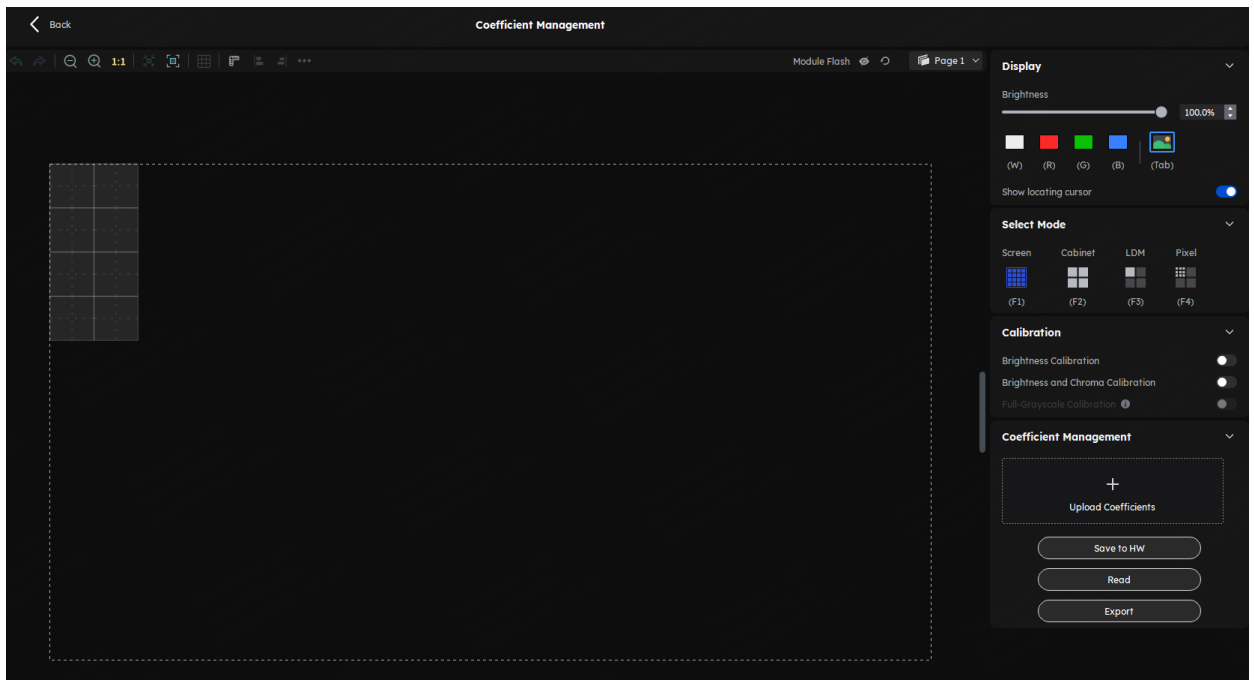 Back
Coefficient Management
1:1
Module Flash
Page 1
Display
Brightness
100.0%
(W) (R) (G) (B) (Tab)
Show locating cursor
Select Mode
Screen Cabinet LDM Pixel
(F1) (F2) (F3) (F4)
Calibration
Brightness Calibration
Brightness and Chroma Calibration
Full-Grayscale Calibration
Coefficient Management
Upload Coefficients
Save to HW
Read
Export